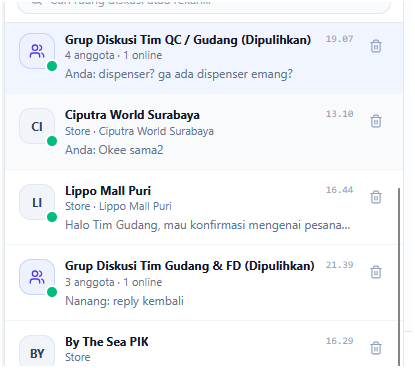 Grup Diskusi Tim QC / Gudang (Dipulihkan) 19.07
4 anggota · 1 online
Anda: dispenser? ga ada dispenser emang?
CI
Ciputra World Surabaya 13.10
Store · Ciputra World Surabaya
Anda: Okee sama2
LI
Lippo Mall Puri 16.44
Store · Lippo Mall Puri
Halo Tim Gudang, mau konfirmasi mengenai pesana...
Grup Diskusi Tim Gudang & FD (Dipulihkan) 21.39
3 anggota · 1 online
Nanang: reply kembali
BY
By The Sea PIK 16.29
Store